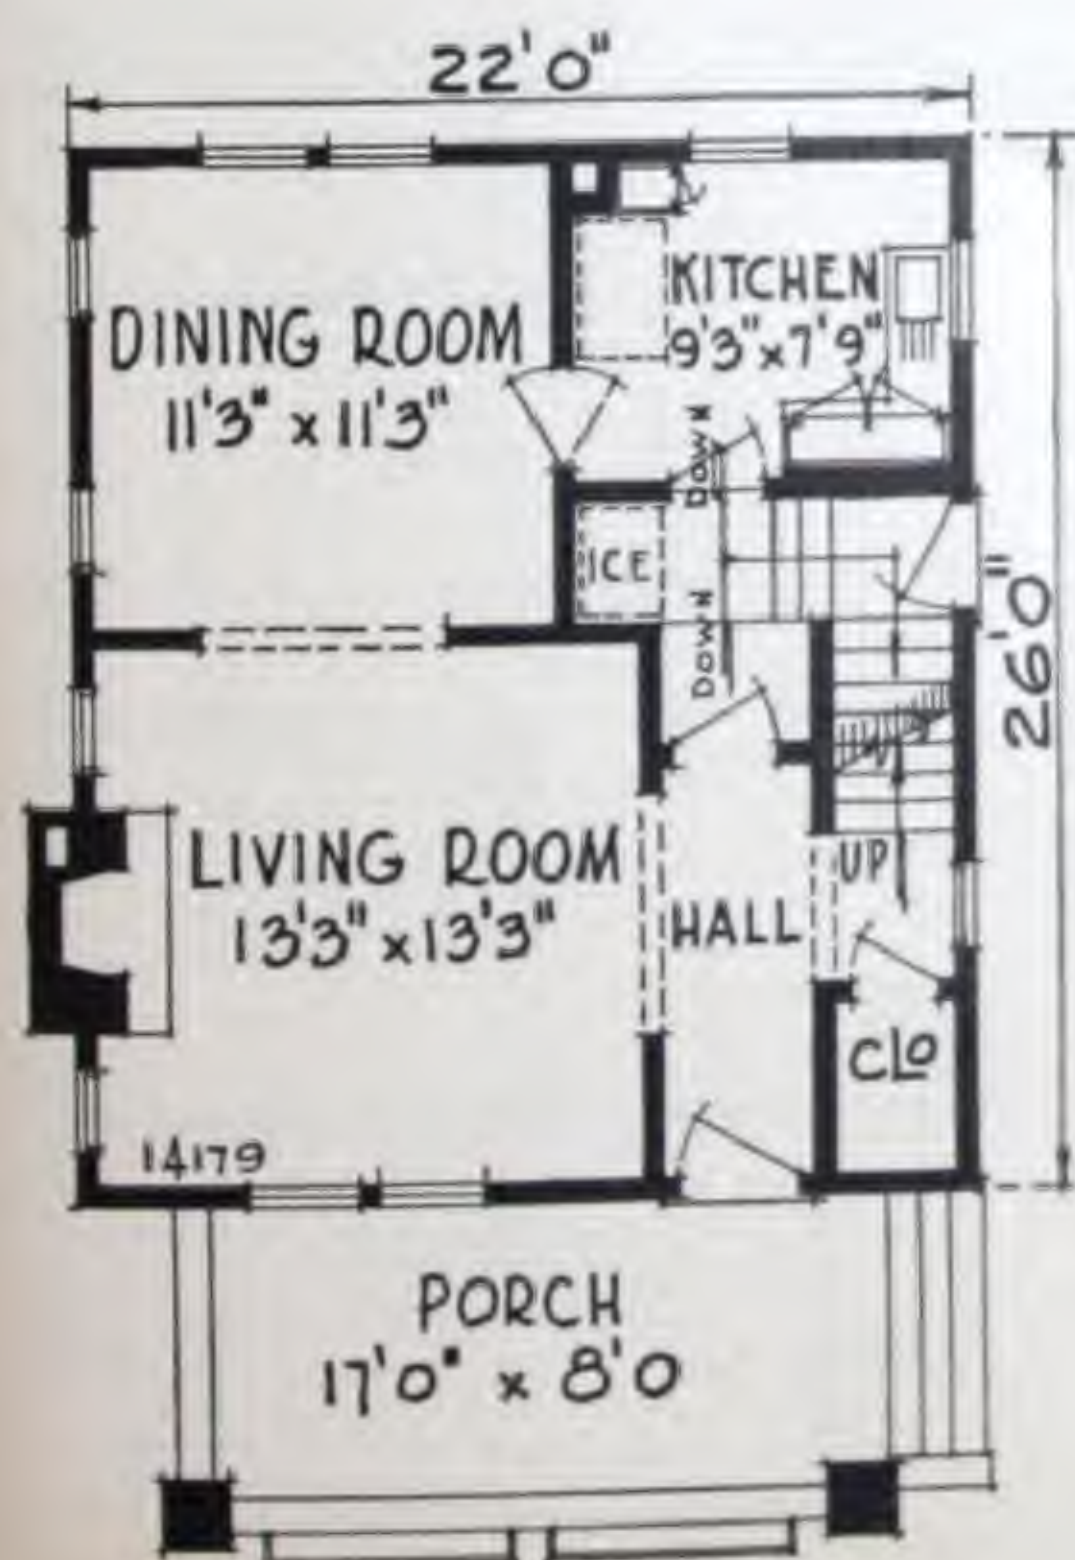 22'0"
DINING ROOM
11'3" x 11'3"
KITCHEN
9'3" x 7'9"
DOWN
ICE
DOWN
26'0"
LIVING ROOM
13'3" x 13'3"
HALL
UP
CLO
14179
PORCH
17'0" x 8'0